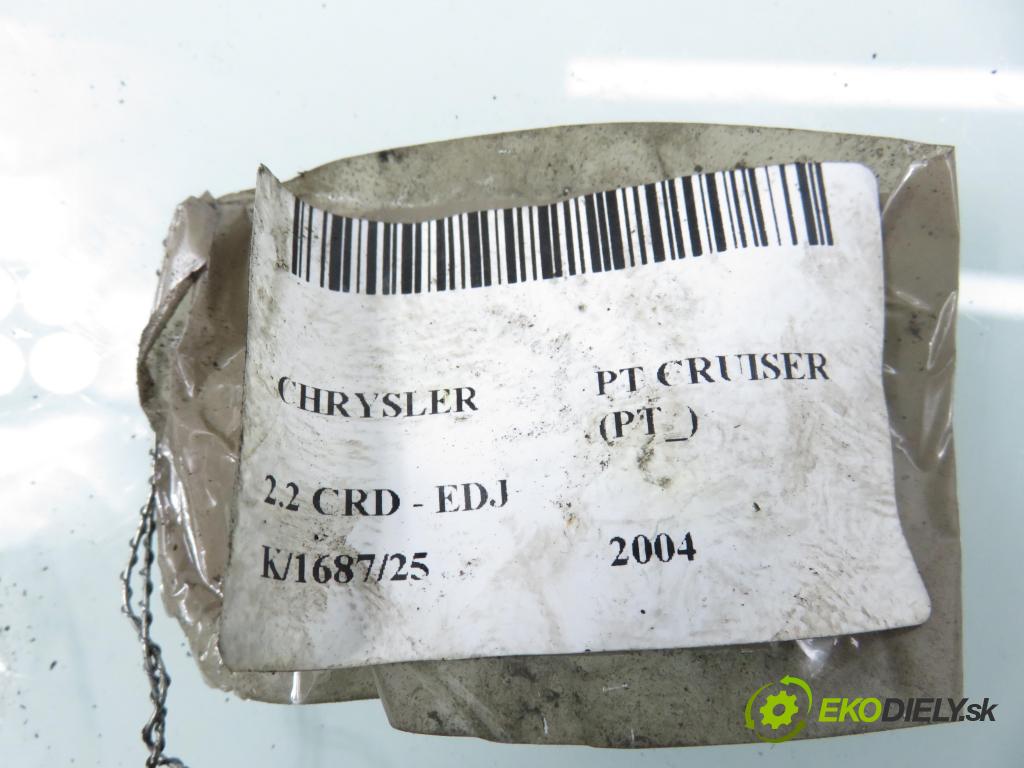 CHRYSLER
PT CRUISER
(PT_)
2.2 CRD - EDJ
K/1687/25
2004
EKODIELY.sk